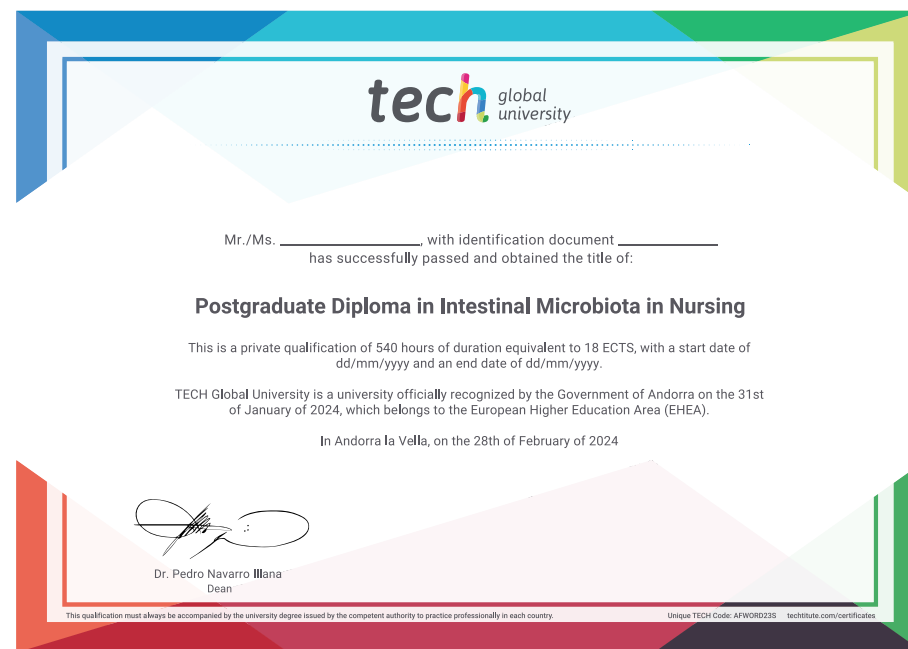 tech global university
Mr./Ms. ____________, with identification document ____________
has successfully passed and obtained the title of:
Postgraduate Diploma in Intestinal Microbiota in Nursing
This is a private qualification of 540 hours of duration equivalent to 18 ECTS, with a start date of
dd/mm/yyyy and an end date of dd/mm/yyyy.
TECH Global University is a university officially recognized by the Government of Andorra on the 31st
of January of 2024, which belongs to the European Higher Education Area (EHEA).
In Andorra la Vella, on the 28th of February of 2024
Dr. Pedro Navarro Illana
Dean
This qualification must always be accompanied by the university degree issued by the competent authority to practice professionally in each country.
Unique TECH Code: AFWORD23S techtitute.com/certificates